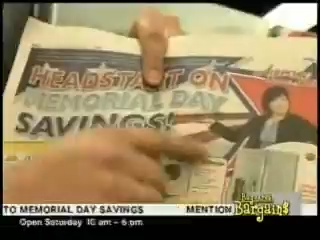 HEADSTART ON
MEMORIAL DAY
SAVINGS!
Bargains
TO MEMORIAL DAY SAVINGS MENTION
Open Saturday 10 am - 6 pm